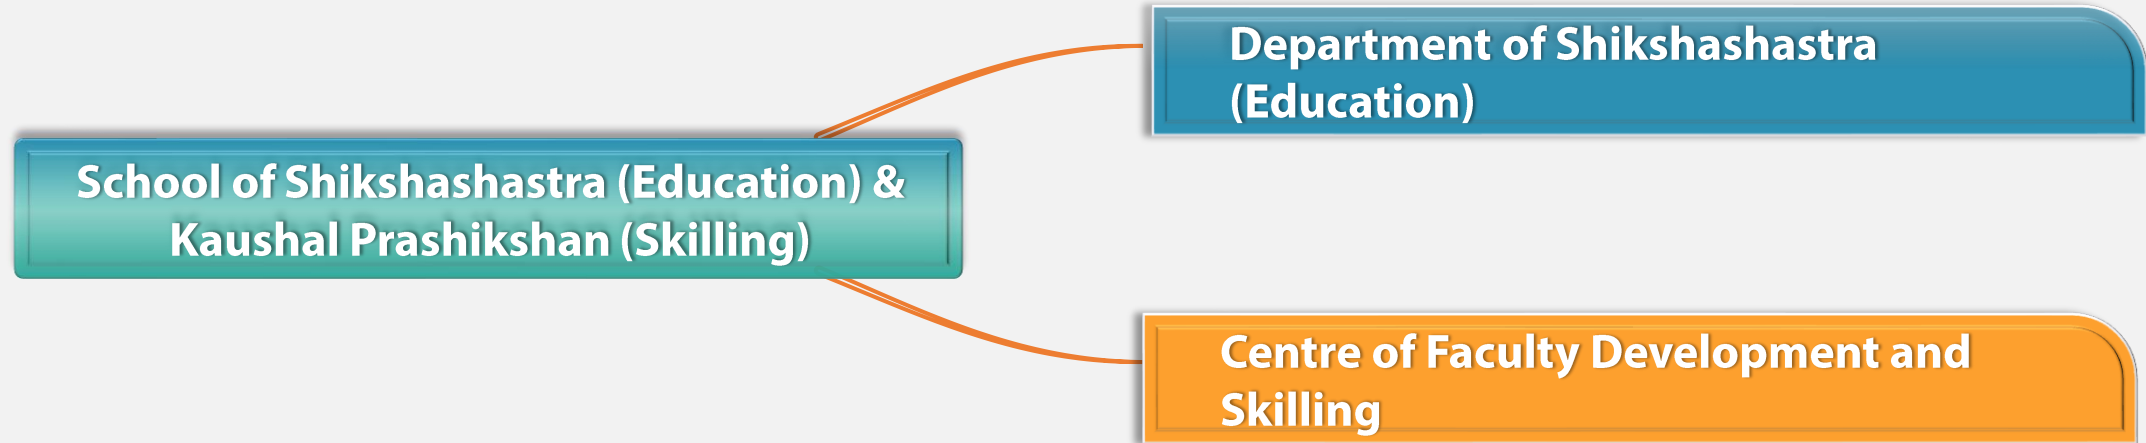 Department of Shikshashastra
(Education)
School of Shikshashastra (Education) &
Kaushal Prashikshan (Skilling)
Centre of Faculty Development and
Skilling